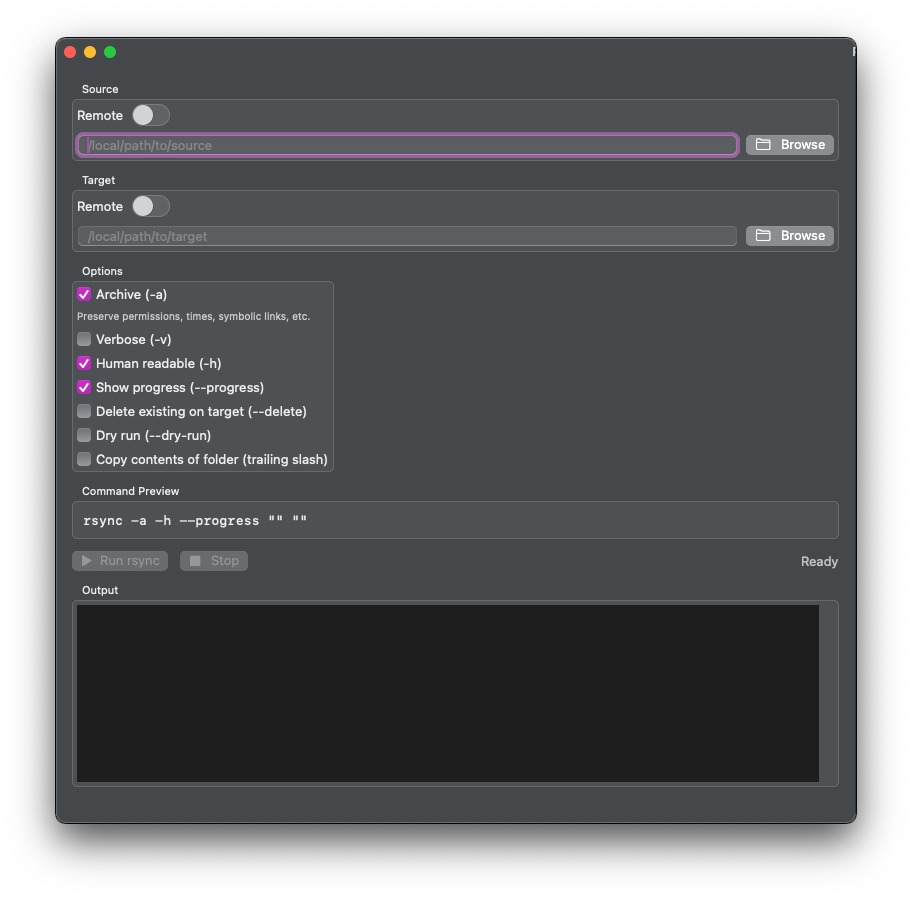 Source
Remote
/local/path/to/source Browse
Target
Remote
/local/path/to/target Browse
Options
Archive (-a)
Preserve permissions, times, symbolic links, etc.
Verbose (-v)
Human readable (-h)
Show progress (--progress)
Delete existing on target (--delete)
Dry run (--dry-run)
Copy contents of folder (trailing slash)
Command Preview
rsync -a -h --progress "" ""
Run rsync Stop Ready
Output